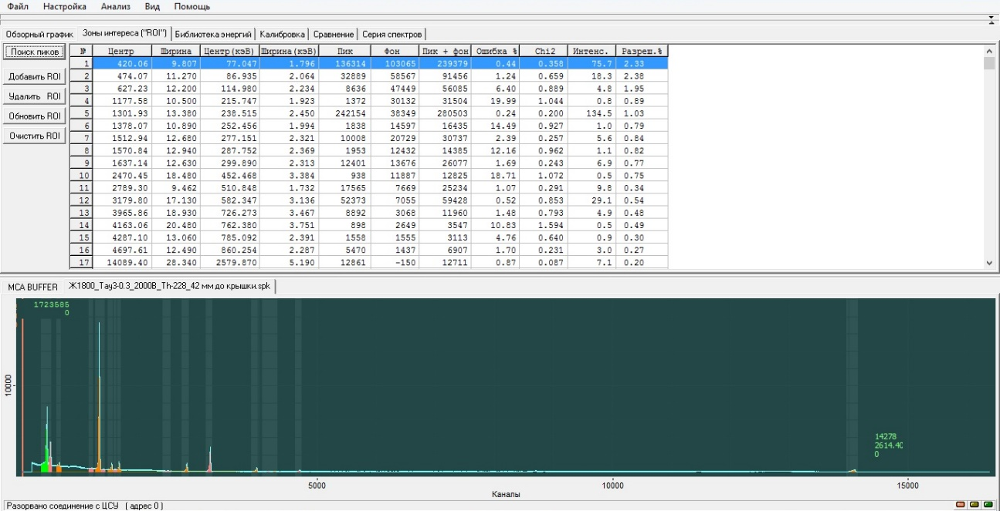 Файл Настройка Анализ Вид Помощь
Обзорный график Зоны интереса ("ROI") Библиотека энергий Калибровка Сравнение Серия спектров
Поиск пиков
Добавить ROI
Удалить ROI
Обновить ROI
Очистить ROI
№ Центр Ширина Центр(кэВ) Ширина(кэВ) Пик Фон Пик + фон Ошибка % Chi2 Интенс. Разреш.%
1 420.06 9.807 77.047 1.796 136314 103065 239379 0.44 0.358 75.7 2.33
2 474.07 11.270 86.935 2.064 32889 58567 91456 1.24 0.659 18.3 2.38
3 627.23 12.200 114.980 2.234 8636 47449 56085 6.40 0.889 4.8 1.95
4 1177.58 10.500 215.747 1.923 1372 30132 31504 19.99 1.044 0.8 0.89
5 1301.93 13.380 238.515 2.450 242154 38349 280503 0.24 0.200 134.5 1.03
6 1378.07 10.890 252.456 1.994 1838 14597 16435 14.49 0.927 1.0 0.79
7 1512.94 12.680 277.151 2.321 10008 20729 30737 2.39 0.257 5.6 0.84
8 1570.84 12.940 287.752 2.369 1953 12432 14385 12.16 0.962 1.1 0.82
9 1637.14 12.630 299.890 2.313 12401 13676 26077 1.69 0.243 6.9 0.77
10 2470.45 18.480 452.468 3.384 938 11887 12825 18.71 1.072 0.5 0.75
11 2789.30 9.462 510.848 1.732 17565 7669 25234 1.07 0.291 9.8 0.34
12 3179.80 17.130 582.347 3.136 52373 7055 59428 0.52 0.853 29.1 0.54
13 3965.86 18.930 726.273 3.467 8892 3068 11960 1.48 0.793 4.9 0.48
14 4163.06 20.480 762.380 3.751 898 2649 3547 10.83 1.594 0.5 0.49
15 4287.10 13.060 785.092 2.391 1558 1555 3113 4.76 0.640 0.9 0.30
16 4697.61 12.490 860.254 2.287 5470 1437 6907 1.70 0.231 3.0 0.27
17 14089.40 28.340 2579.870 5.190 12861 -150 12711 0.87 0.087 7.1 0.20
MCA BUFFER Ж1800_Тау3-0.3_2000В_Th-228_42 мм до крышки.spk
1723585
0
10000
14278
2614.40
0
5000 10000 15000
Каналы
Разорвано соединение с ЦСУ ( адрес 0 )